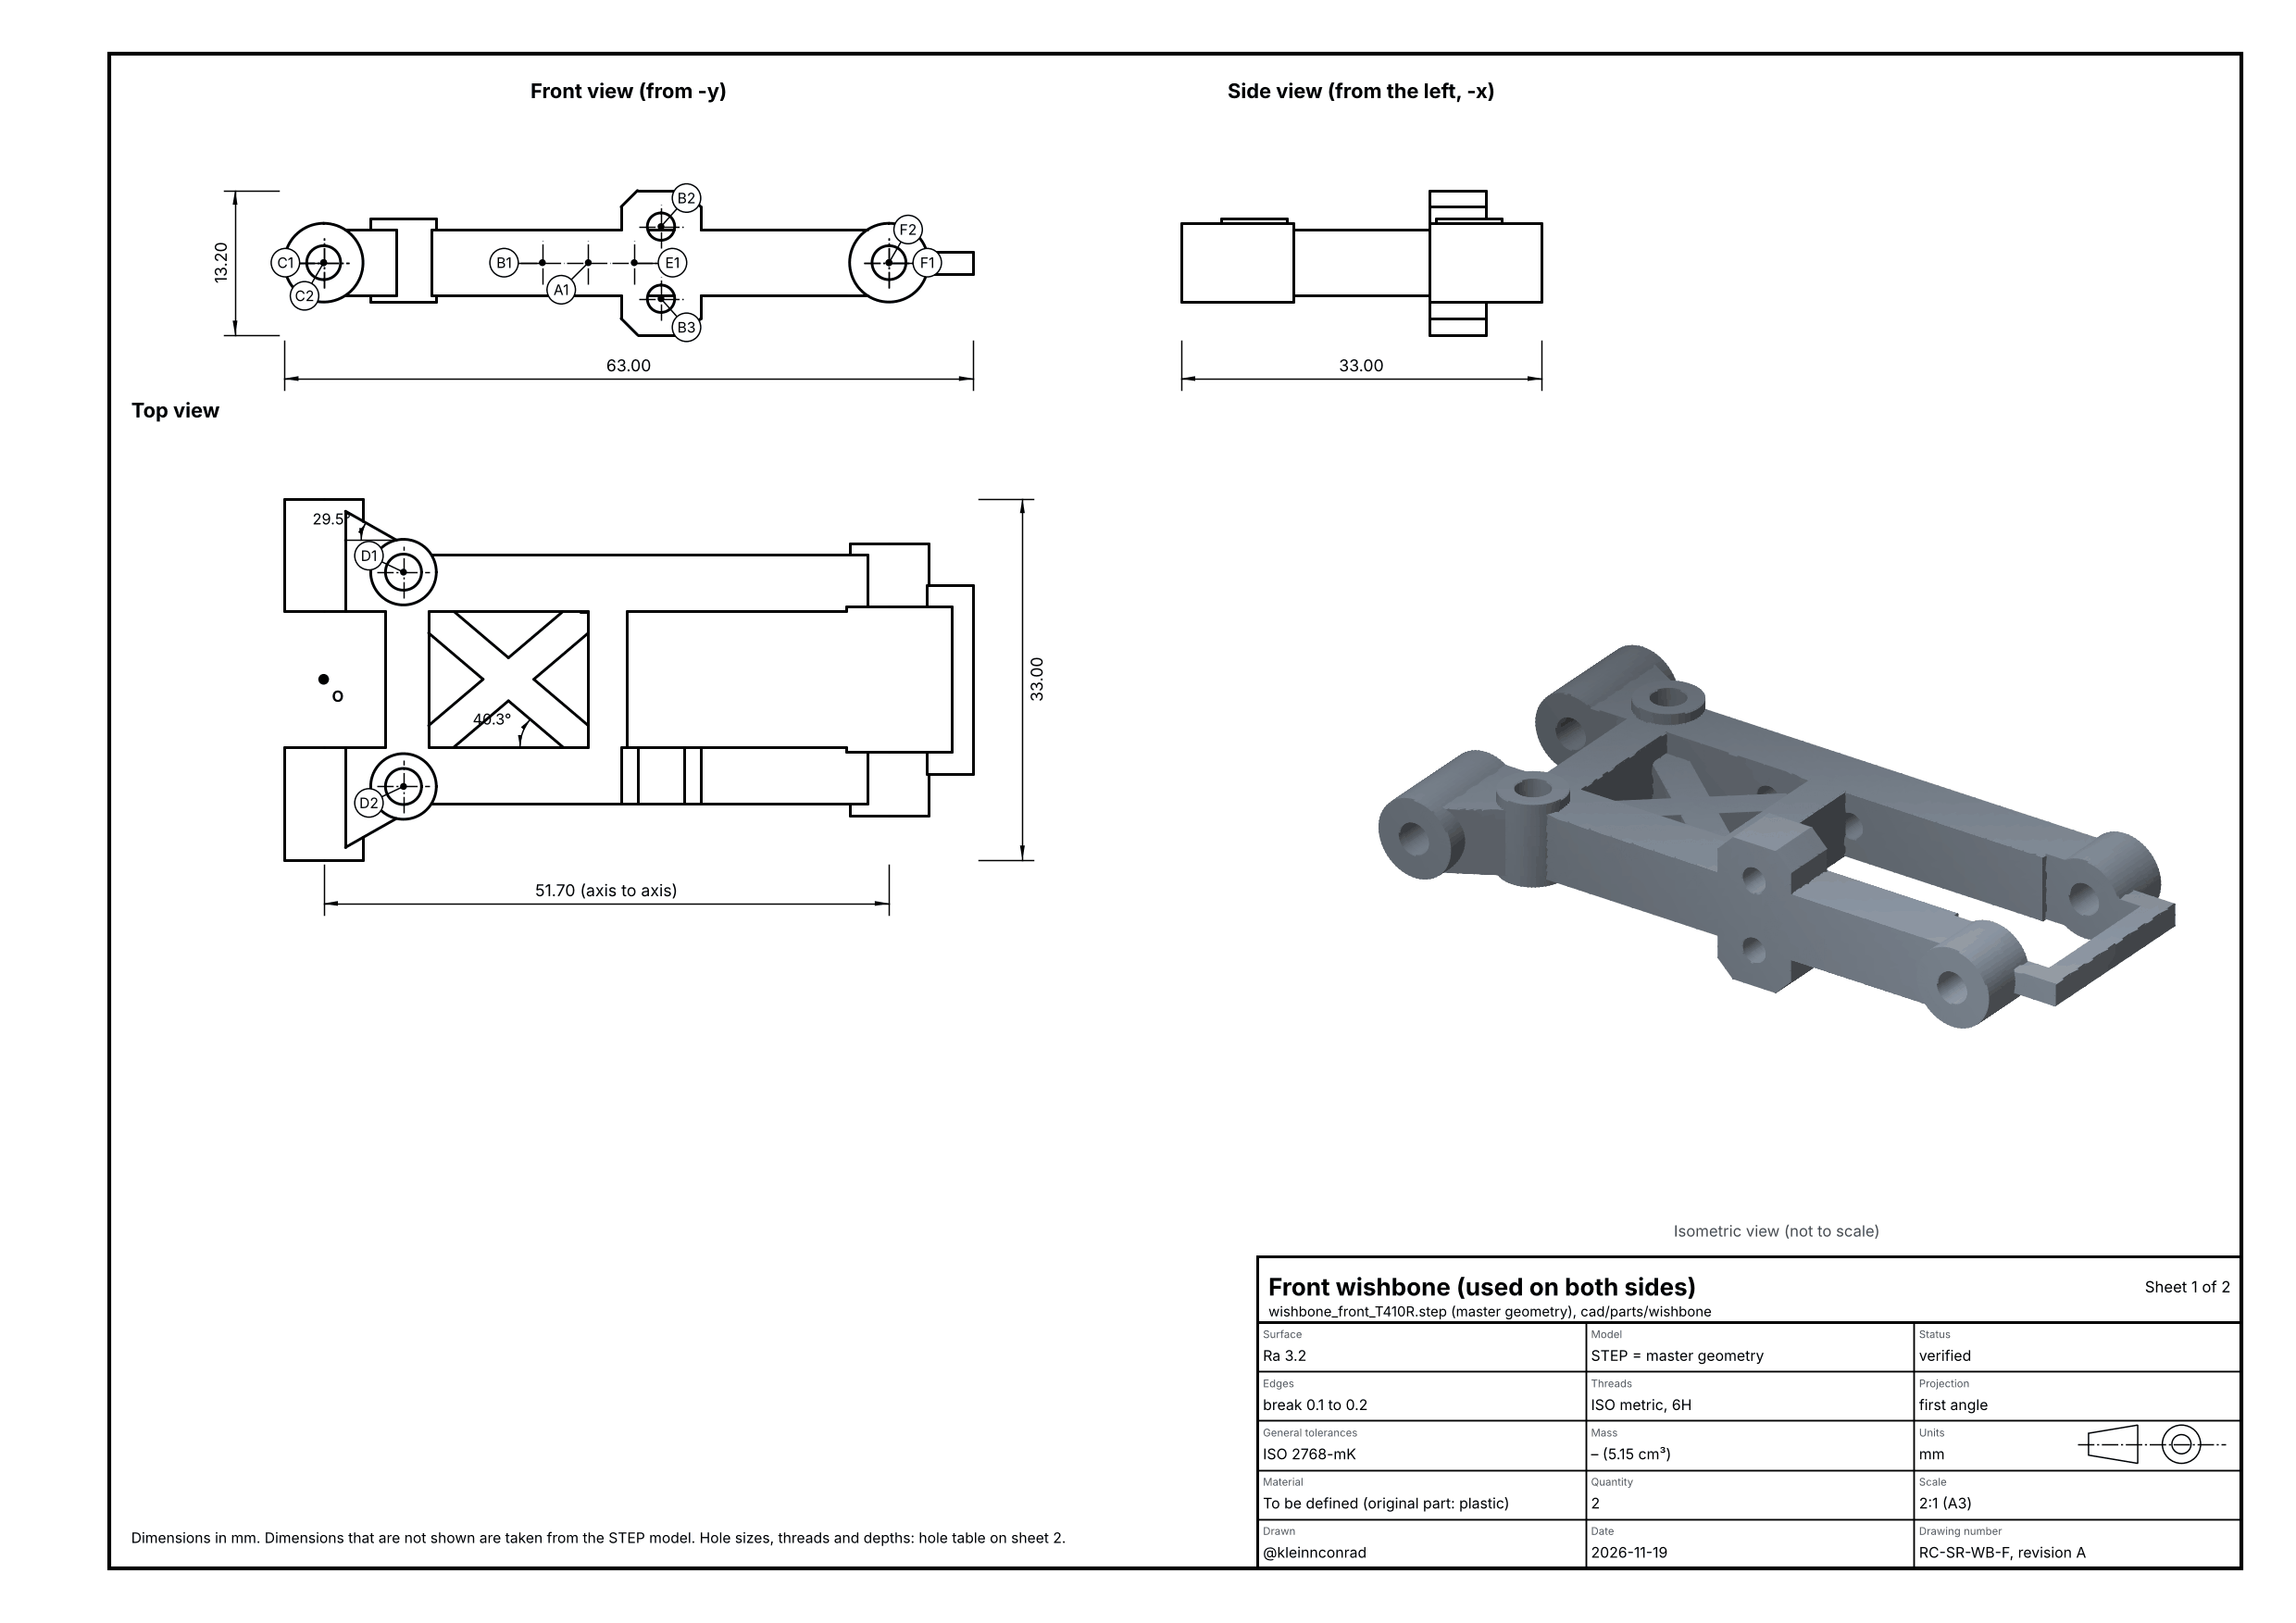 Front view (from -y)
Side view (from the left, -x)
B2
F2
C1
B1
E1
F1
13.20
A1
C2
B3
63.00
33.00
Top view
29.5°
D1
O
33.00
40.3°
D2
51.70 (axis to axis)
Isometric view (not to scale)
Front wishbone (used on both sides)
Sheet 1 of 2
wishbone_front_T410R.step (master geometry), cad/parts/wishbone
Surface
Model
Status
Ra 3.2
STEP = master geometry
verified
Edges
Threads
Projection
break 0.1 to 0.2
ISO metric, 6H
first angle
General tolerances
Mass
Units
ISO 2768-mK
– (5.15 cm³)
mm
Material
Quantity
Scale
To be defined (original part: plastic)
2
2:1 (A3)
Drawn
Date
Drawing number
@kleinnconrad
2026-11-19
RC-SR-WB-F, revision A
Dimensions in mm. Dimensions that are not shown are taken from the STEP model. Hole sizes, threads and depths: hole table on sheet 2.